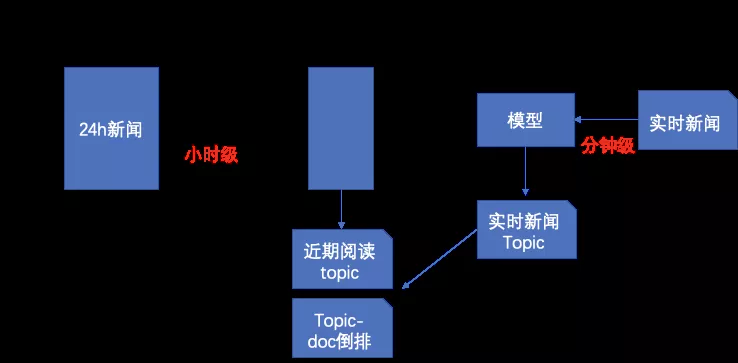 24h新闻
小时级
模型
分钟级
实时新闻
实时新闻
Topic
近期阅读
topic
Topic-
doc倒排